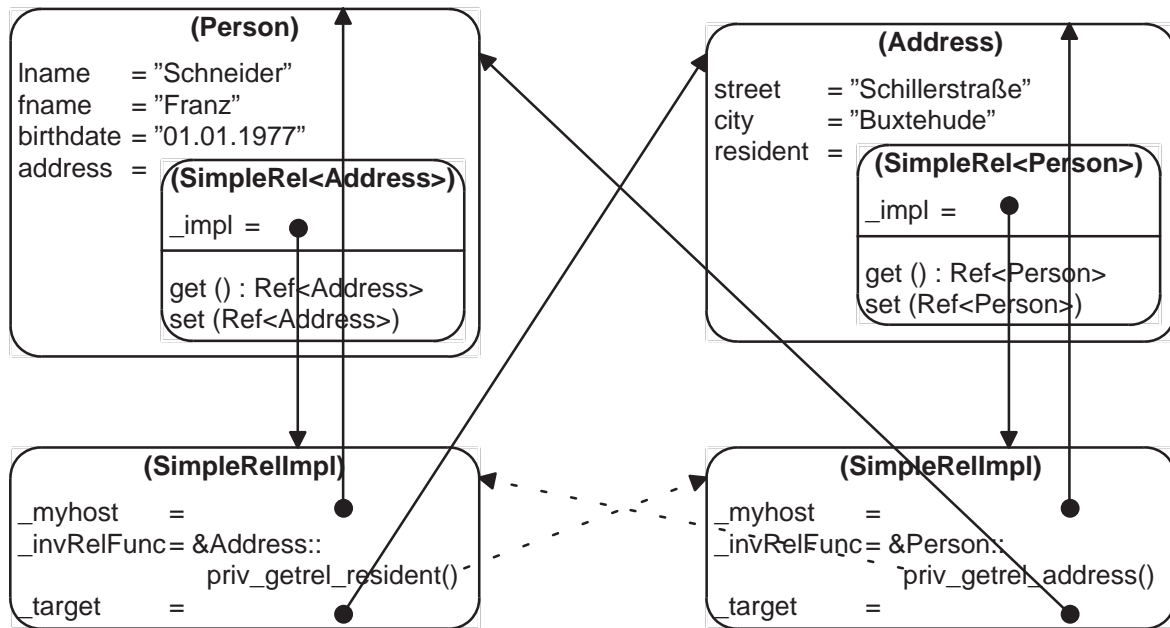 (Person)
lname = ”Schneider”
fname = ”Franz”
birthdate = ”01.01.1977”
address =
(SimpleRel<Address>)
_impl =
get () : Ref<Address>
set (Ref<Address>)
(Address)
street = ”Schillerstraße”
city = ”Buxtehude”
resident =
(SimpleRel<Person>)
_impl =
get () : Ref<Person>
set (Ref<Person>)
(SimpleRelImpl)
_myhost =
_invRelFunc= &Address::
priv_getrel_resident()
_target =
(SimpleRelImpl)
_myhost =
_invRelFunc= &Person::
priv_getrel_address()
_target =